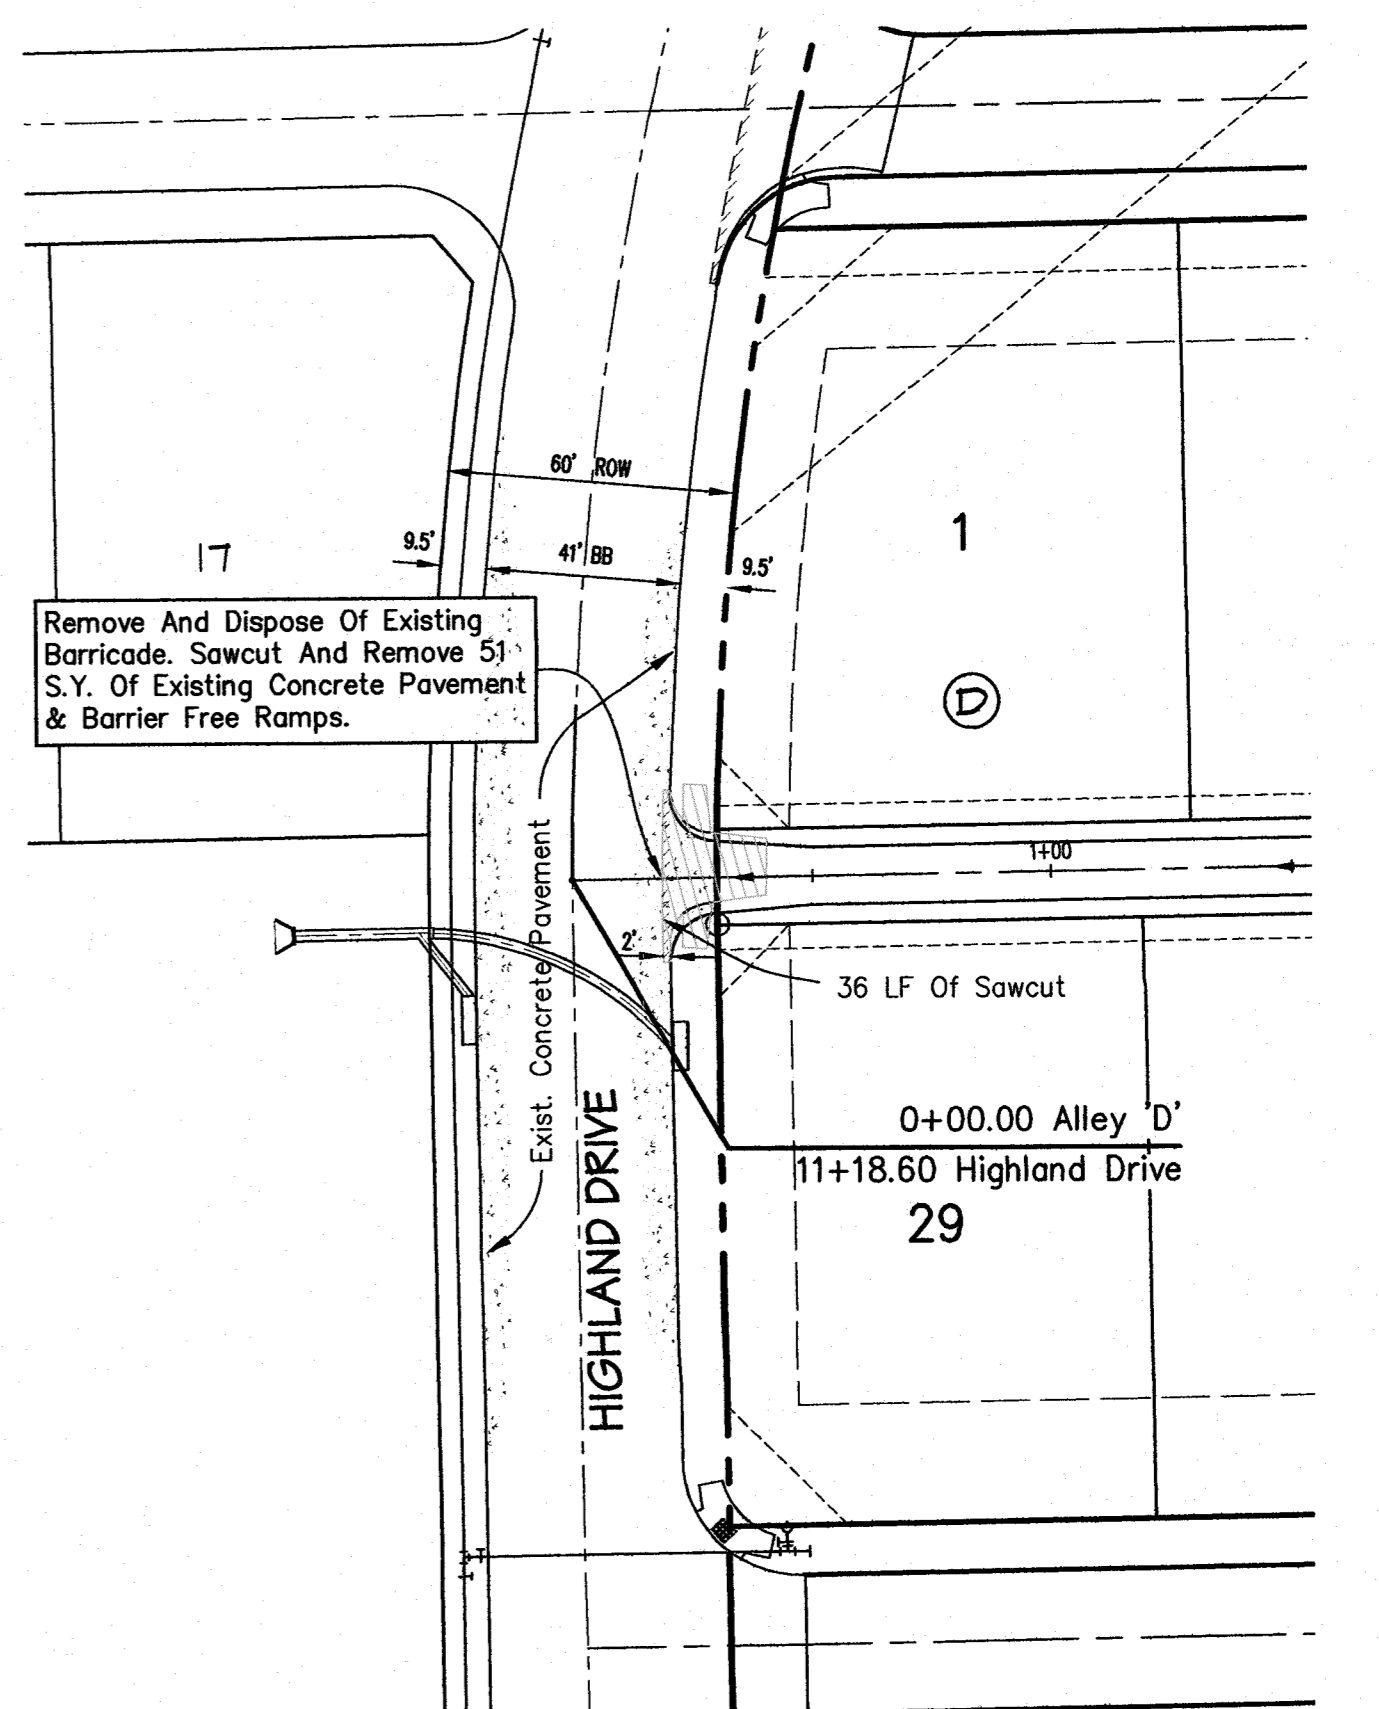 60' ROW
9.5'
41' BB
9.5'
17
1
Remove And Dispose Of Existing
Barricade. Sawcut And Remove 51
S.Y. Of Existing Concrete Pavement
& Barrier Free Ramps.
D
1+00
Exist. Concrete Pavement
2'
36 LF Of Sawcut
HIGHLAND DRIVE
0+00.00 Alley 'D'
11+18.60 Highland Drive
29